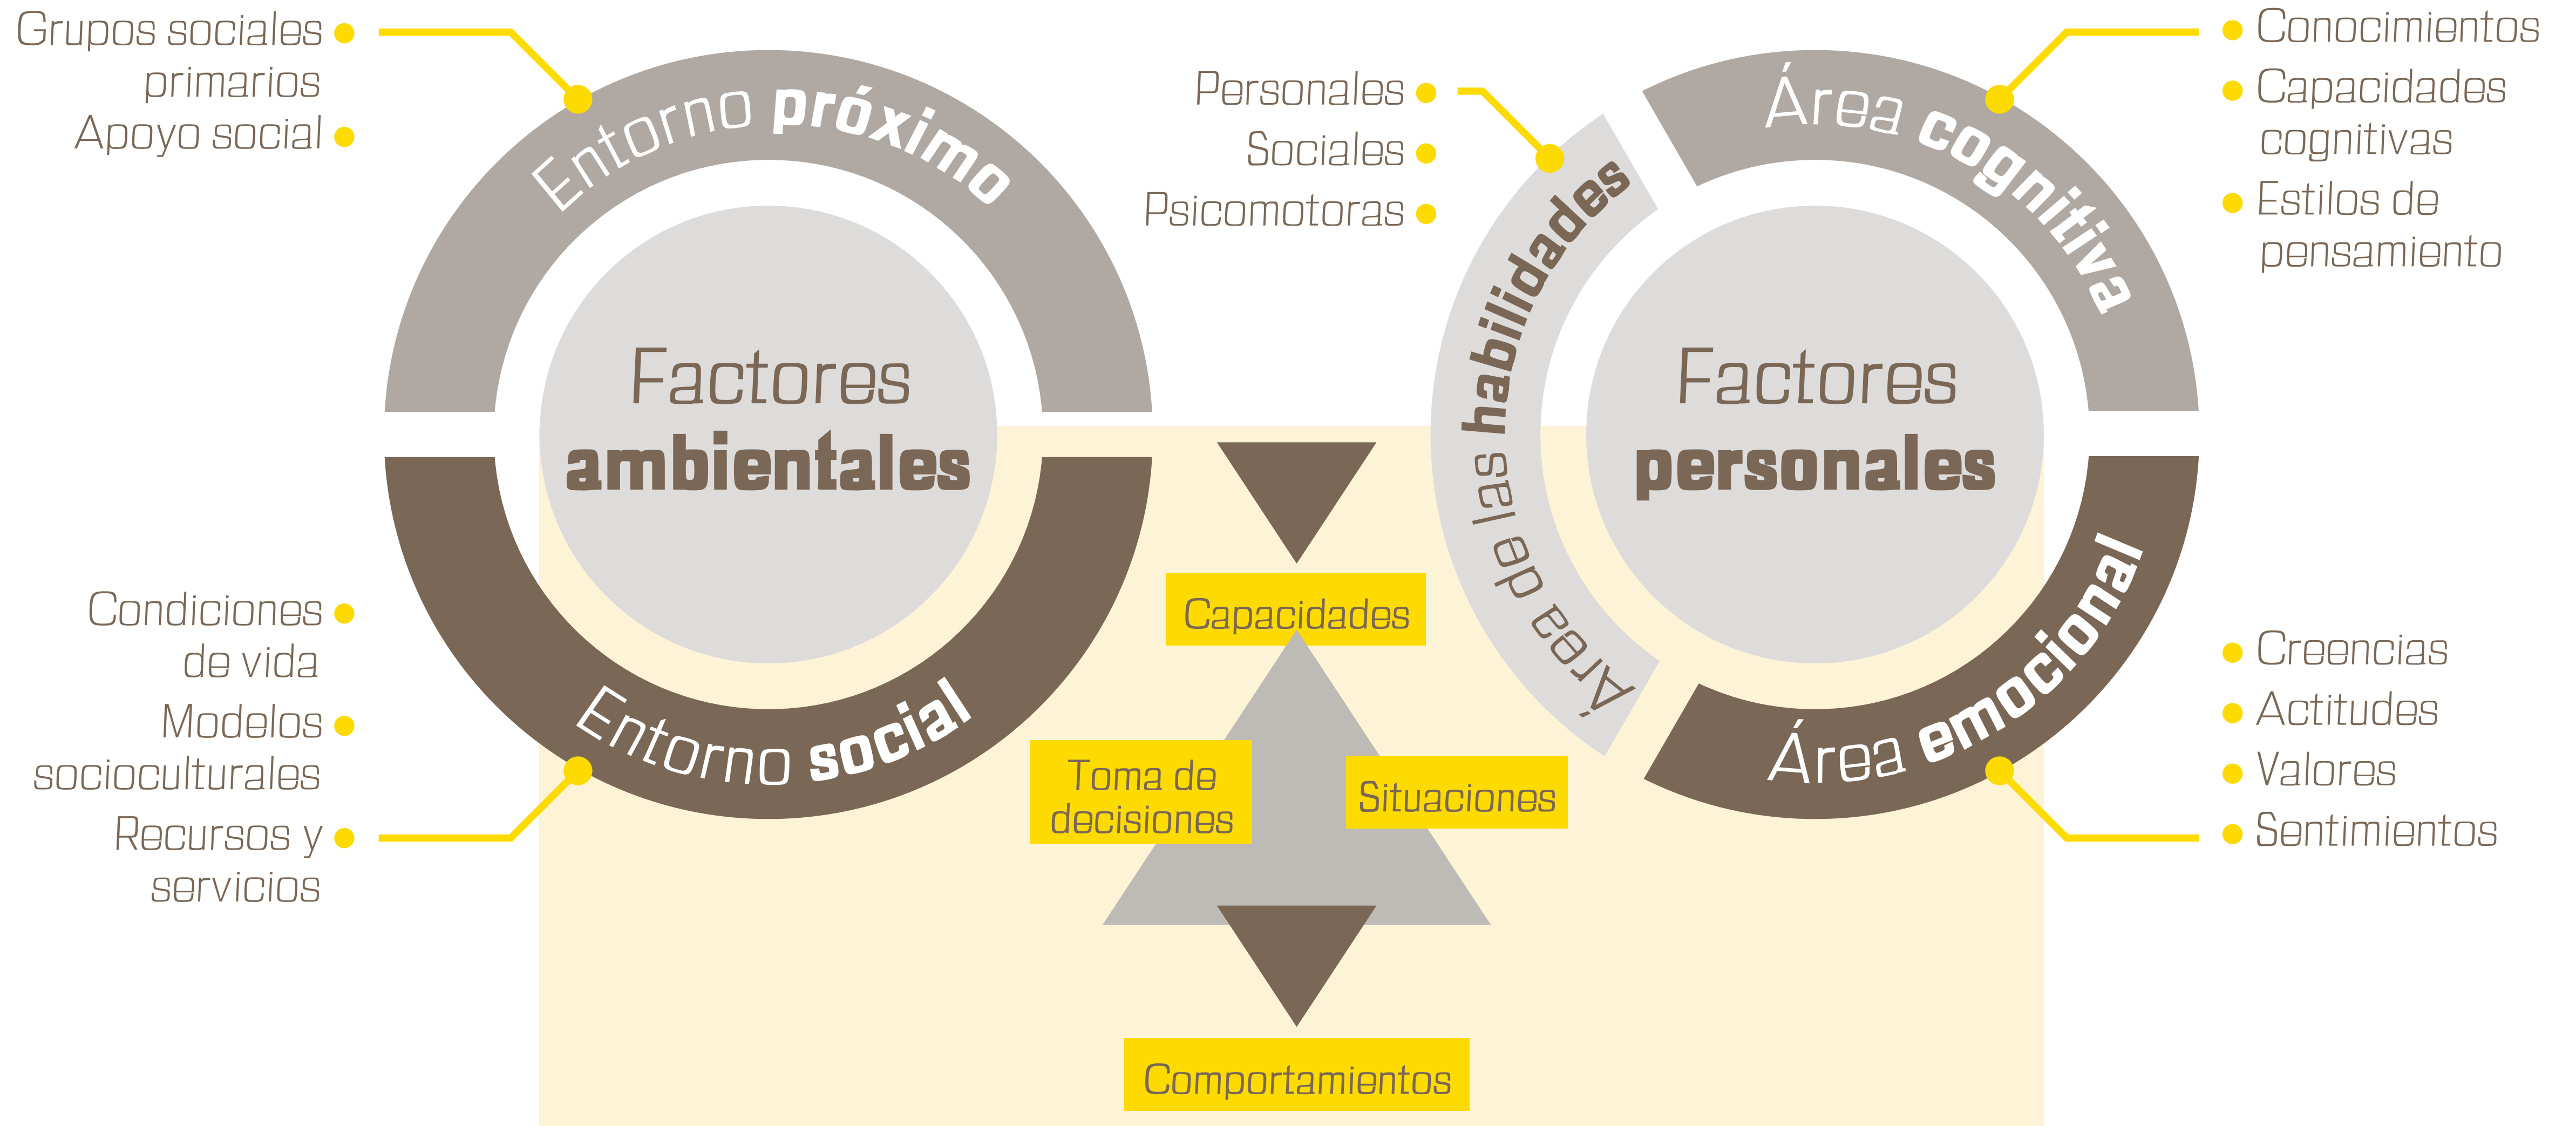 Grupos sociales
primarios
Apoyo social
Entorno próximo
Factores
ambientales
Condiciones
de vida
Modelos
socioculturales
Recursos y
servicios
Entorno social
Personales
Sociales
Psicomotoras
Área de las habilidades
Área cognitiva
Conocimientos
Capacidades
cognitivas
Estilos de
pensamiento
Factores
personales
Área emocional
Creencias
Actitudes
Valores
Sentimientos
Capacidades
Toma de
decisiones
Situaciones
Comportamientos